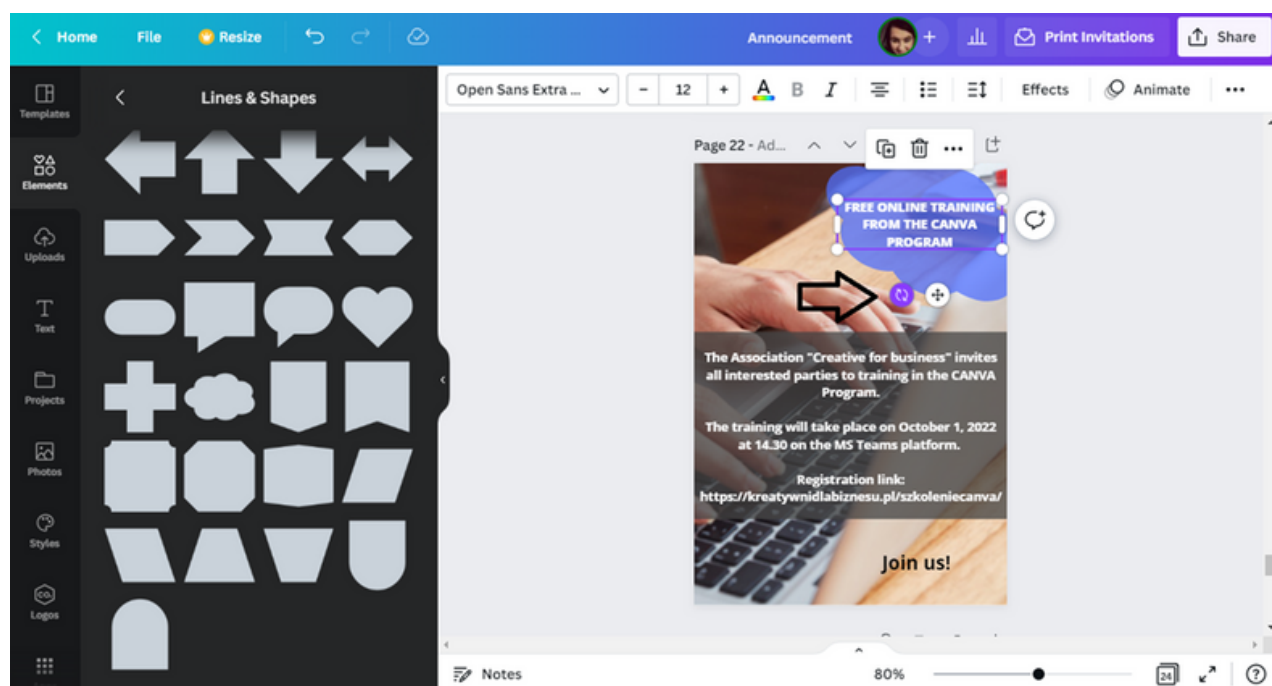 Home File Resize Announcement + Print Invitations Share
Templates
Elements
Uploads
Text
Projects
Photos
Styles
Logos
Lines & Shapes
Open Sans Extra ... - 12 + A B I Effects Animate ...
Page 22 - Ad...
FREE ONLINE TRAINING
FROM THE CANVA
PROGRAM
The Association "Creative for business" invites
all interested parties to training in the CANVA
Program.
The training will take place on October 1, 2022
at 14.30 on the MS Teams platform.
Registration link:
https://kreatywnidlabiznesu.pl/szkoleniecanva/
Join us!
Notes 80% 24 ?